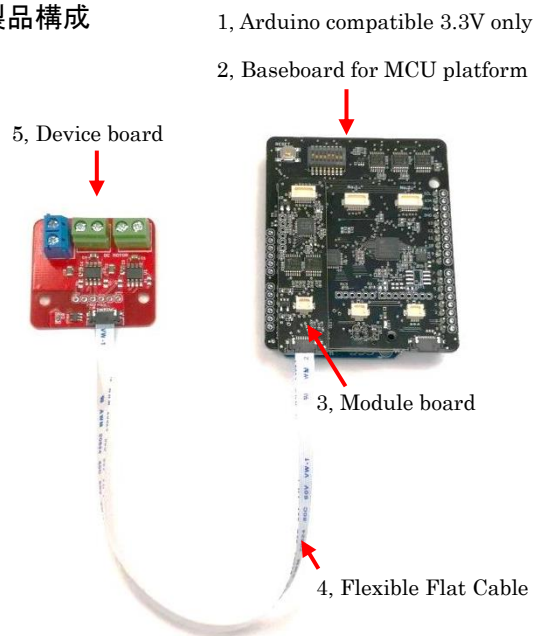 製品構成
1, Arduino compatible 3.3V only
2, Baseboard for MCU platform
5, Device board
3, Module board
4, Flexible Flat Cable